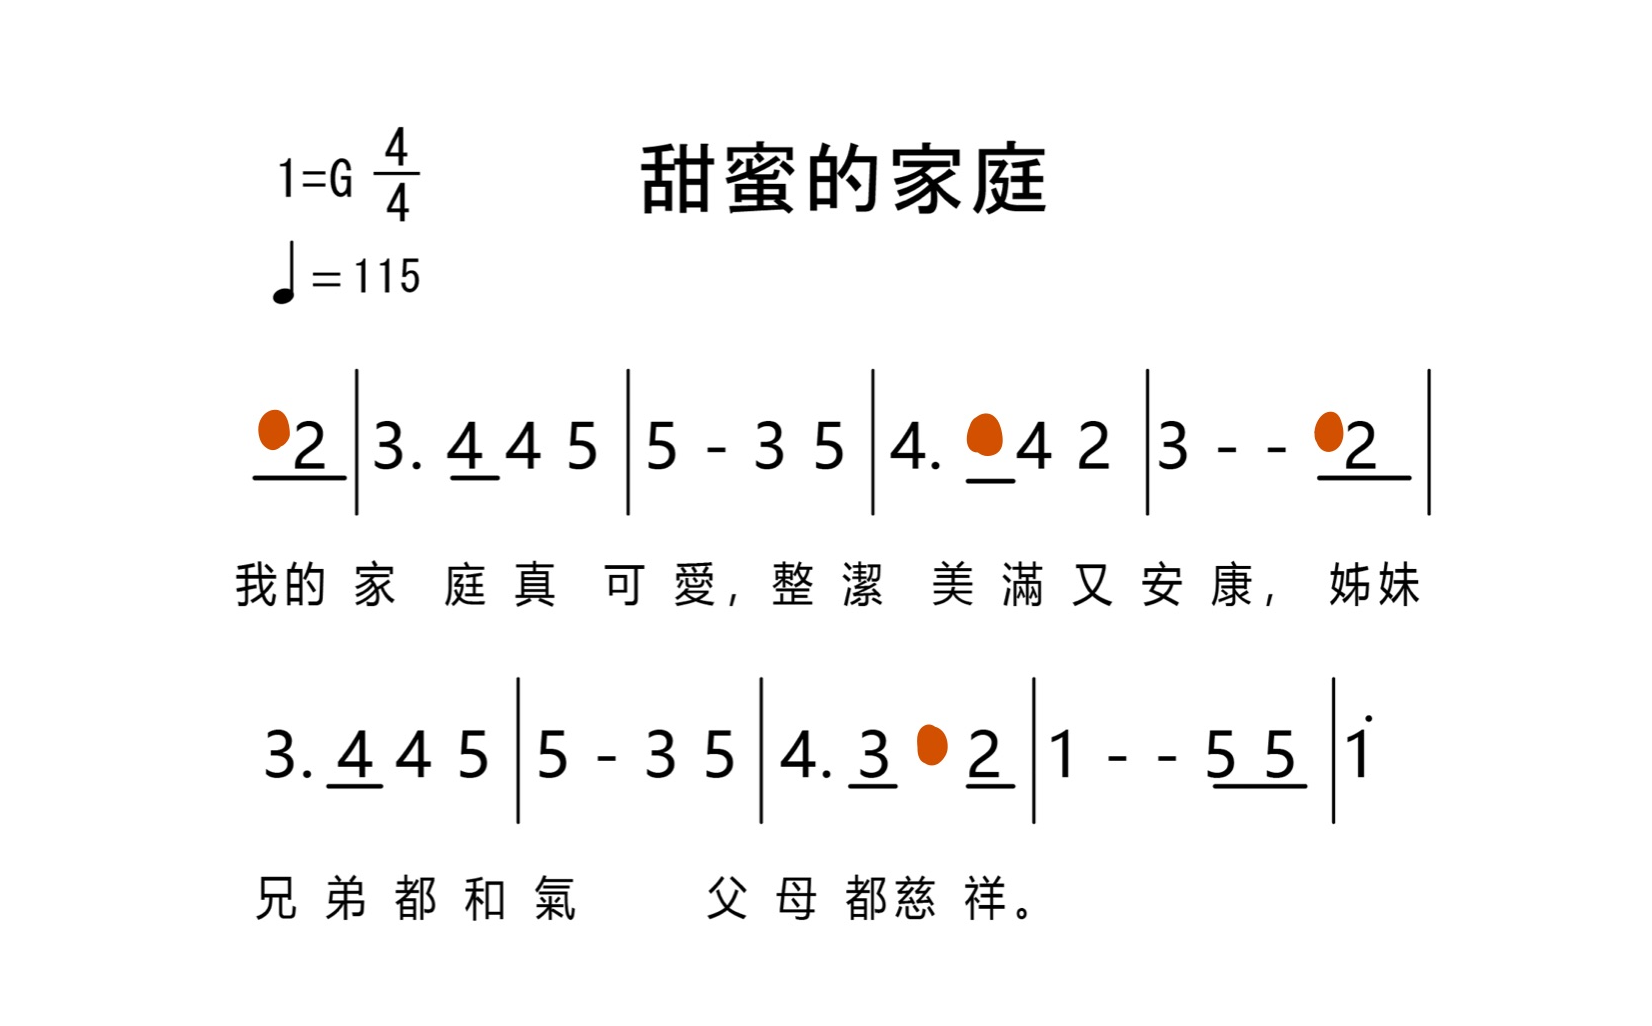 甜蜜的家庭
1=G 4/4
♩=115
2 | 3. 4 4 5 | 5 - 3 5 | 4. 4 2 | 3 - - 2 |
我的 家 庭 真 可 愛, 整 潔 美 滿 又 安 康, 姊妹
3. 4 4 5 | 5 - 3 5 | 4. 3 2 | 1 - - 5 5 | 1̇
兄 弟 都 和 氣 父 母 都慈 祥。